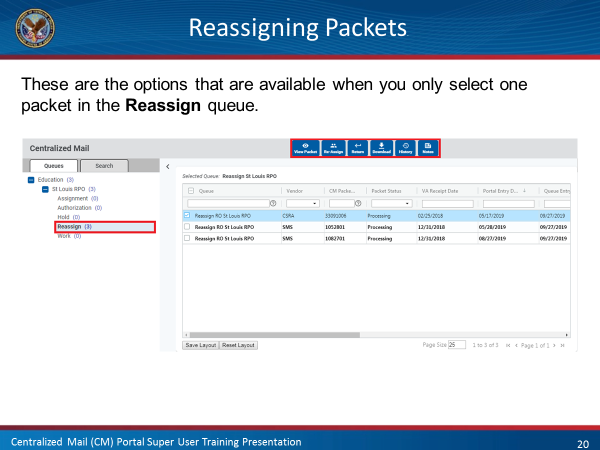 Reassigning Packets
These are the options that are available when you only select one
packet in the Reassign queue.
Centralized Mail
View Packet Re-Assign Return Download History Notes
Queues Search
Education (3)
St Louis RPO (3)
Assignment (0)
Authorization (0)
Hold (0)
Reassign (3)
Work (0)
Selected Queue: Reassign St Louis RPO
Queue Vendor CM Packe... Packet Status VA Receipt Date Portal Entry D... Queue Entry
Reassign RO St Louis RPO CSRA 33091006 Processing 02/25/2018 05/17/2019 09/27/2019
Reassign RO St Louis RPO SMS 1052801 Processing 12/31/2018 05/28/2019 09/27/2019
Reassign RO St Louis RPO SMS 1082701 Processing 12/31/2018 08/27/2019 09/27/2019
Save Layout Reset Layout Page Size 25 1 to 3 of 3 Page 1 of 1
Centralized Mail (CM) Portal Super User Training Presentation 20